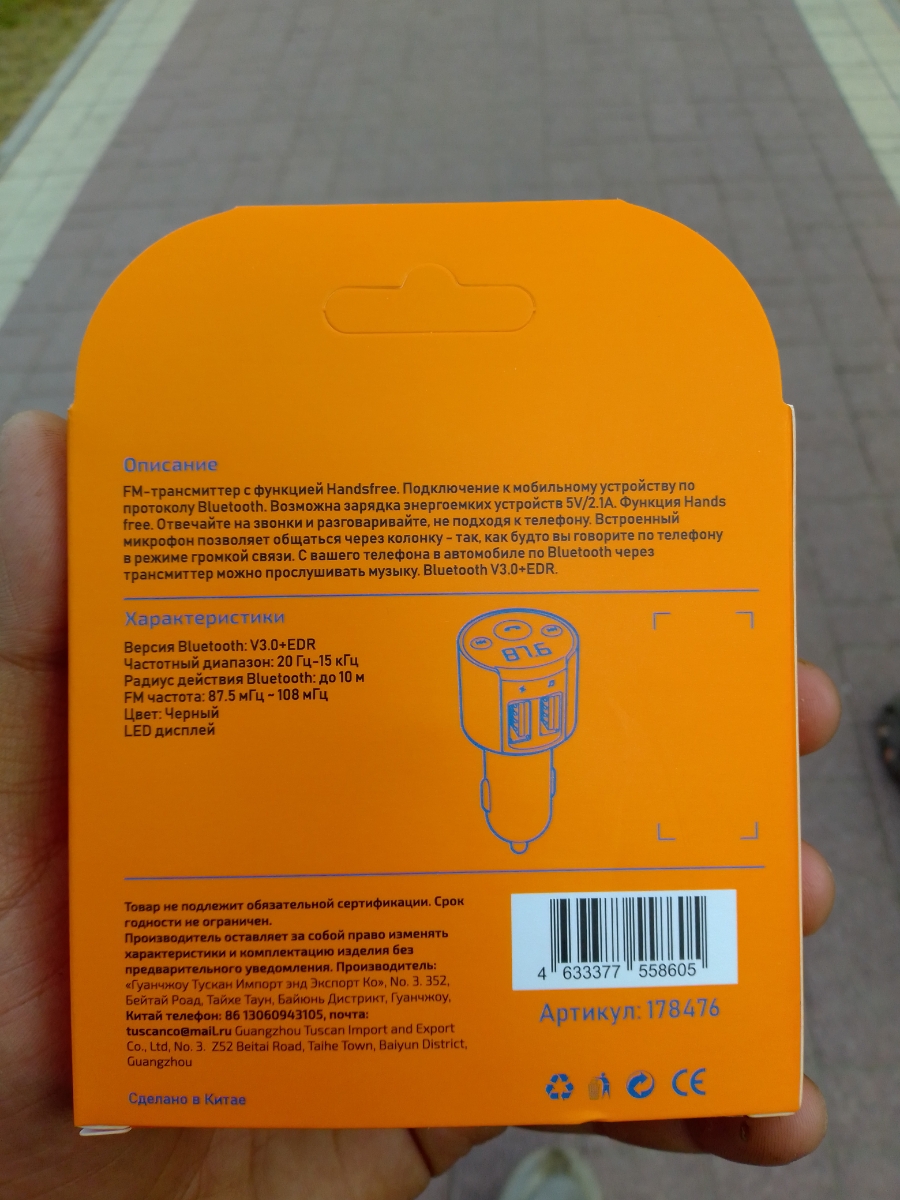 Описание
FM-трансмиттер с функцией Handsfree. Подключение к мобильному устройству по
протоколу Bluetooth. Возможна зарядка энергоемких устройств 5V/2.1A. Функция Hands
free. Отвечайте на звонки и разговаривайте, не подходя к телефону. Встроенный
микрофон позволяет общаться через колонку - так, как будто вы говорите по телефону
в режиме громкой связи. С вашего телефона в автомобиле по Bluetooth через
трансмиттер можно прослушивать музыку. Bluetooth V3.0+EDR.
Характеристики
Версия Bluetooth: V3.0+EDR
Частотный диапазон: 20 Гц-15 кГц
Радиус действия Bluetooth: до 10 м
FM частота: 87.5 мГц ~ 108 мГц
Цвет: Черный
LED дисплей
87.6
Товар не подлежит обязательной сертификации. Срок
годности не ограничен.
Производитель оставляет за собой право изменять
характеристики и комплектацию изделия без
предварительного уведомления. Производитель:
«Гуанчжоу Тускан Импорт энд Экспорт Ко», No. 3. 352,
Бейтай Роад, Тайхе Таун, Байюнь Дистрикт, Гуанчжоу,
Китай телефон: 86 13060943105, почта:
tuscanco@mail.ru Guangzhou Tuscan Import and Export
Co., Ltd, No. 3. Z52 Beitai Road, Taihe Town, Baiyun District,
Guangzhou
Сделано в Китае
4 633377 558605
Артикул: 178476
CE